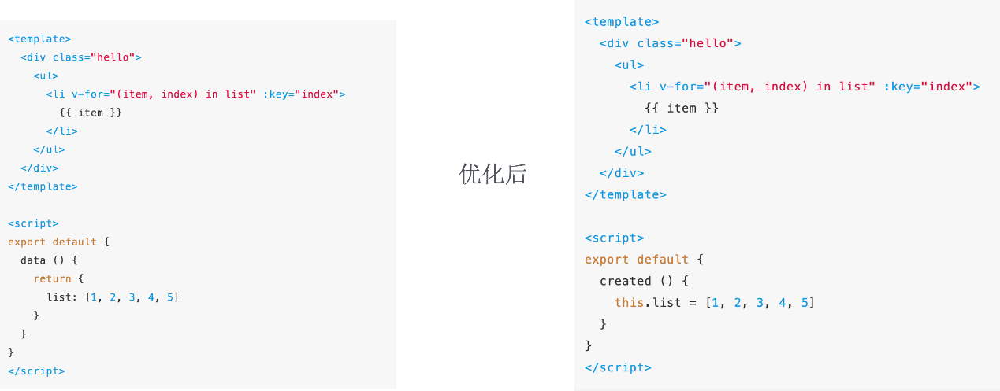 <template>
  <div class="hello">
    <ul>
      <li v-for="(item, index) in list" :key="index">
        {{ item }}
      </li>
    </ul>
  </div>
</template>

<script>
export default {
  data () {
    return {
      list: [1, 2, 3, 4, 5]
    }
  }
}
</script>
优化后
<template>
  <div class="hello">
    <ul>
      <li v-for="(item, index) in list" :key="index">
        {{ item }}
      </li>
    </ul>
  </div>
</template>

<script>
export default {
  created () {
    this.list = [1, 2, 3, 4, 5]
  }
}
</script>